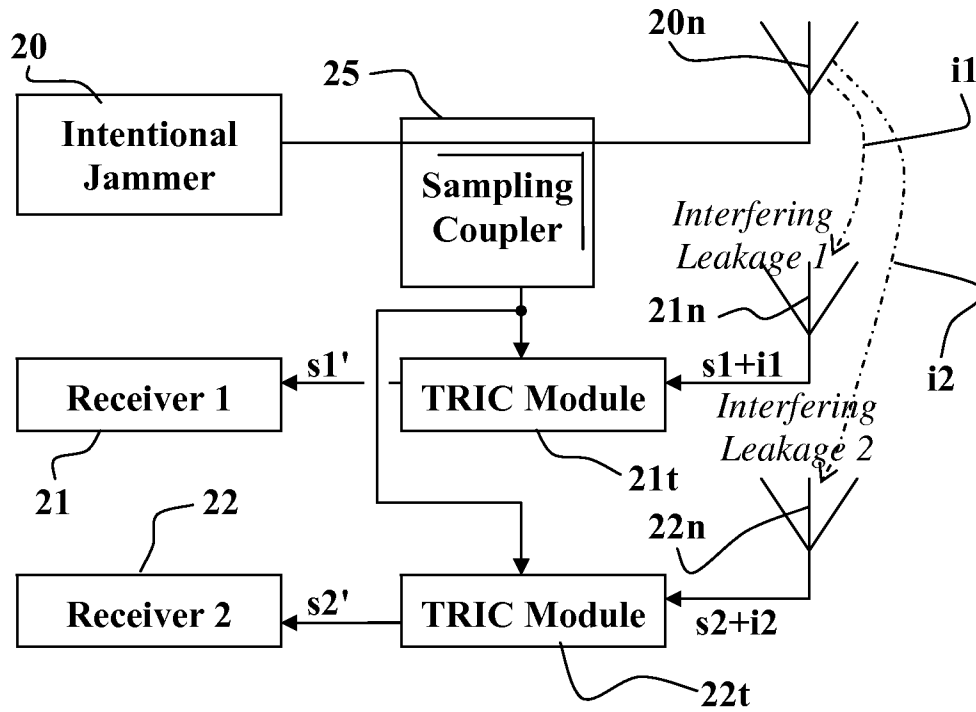 20
25
20n
i1
Intentional
Jammer
Sampling
Coupler
Interfering
Leakage 1
21n
i2
s1'
s1+i1
Receiver 1
TRIC Module
Interfering
Leakage 2
21
22
21t
22n
s2'
s2+i2
Receiver 2
TRIC Module
22t